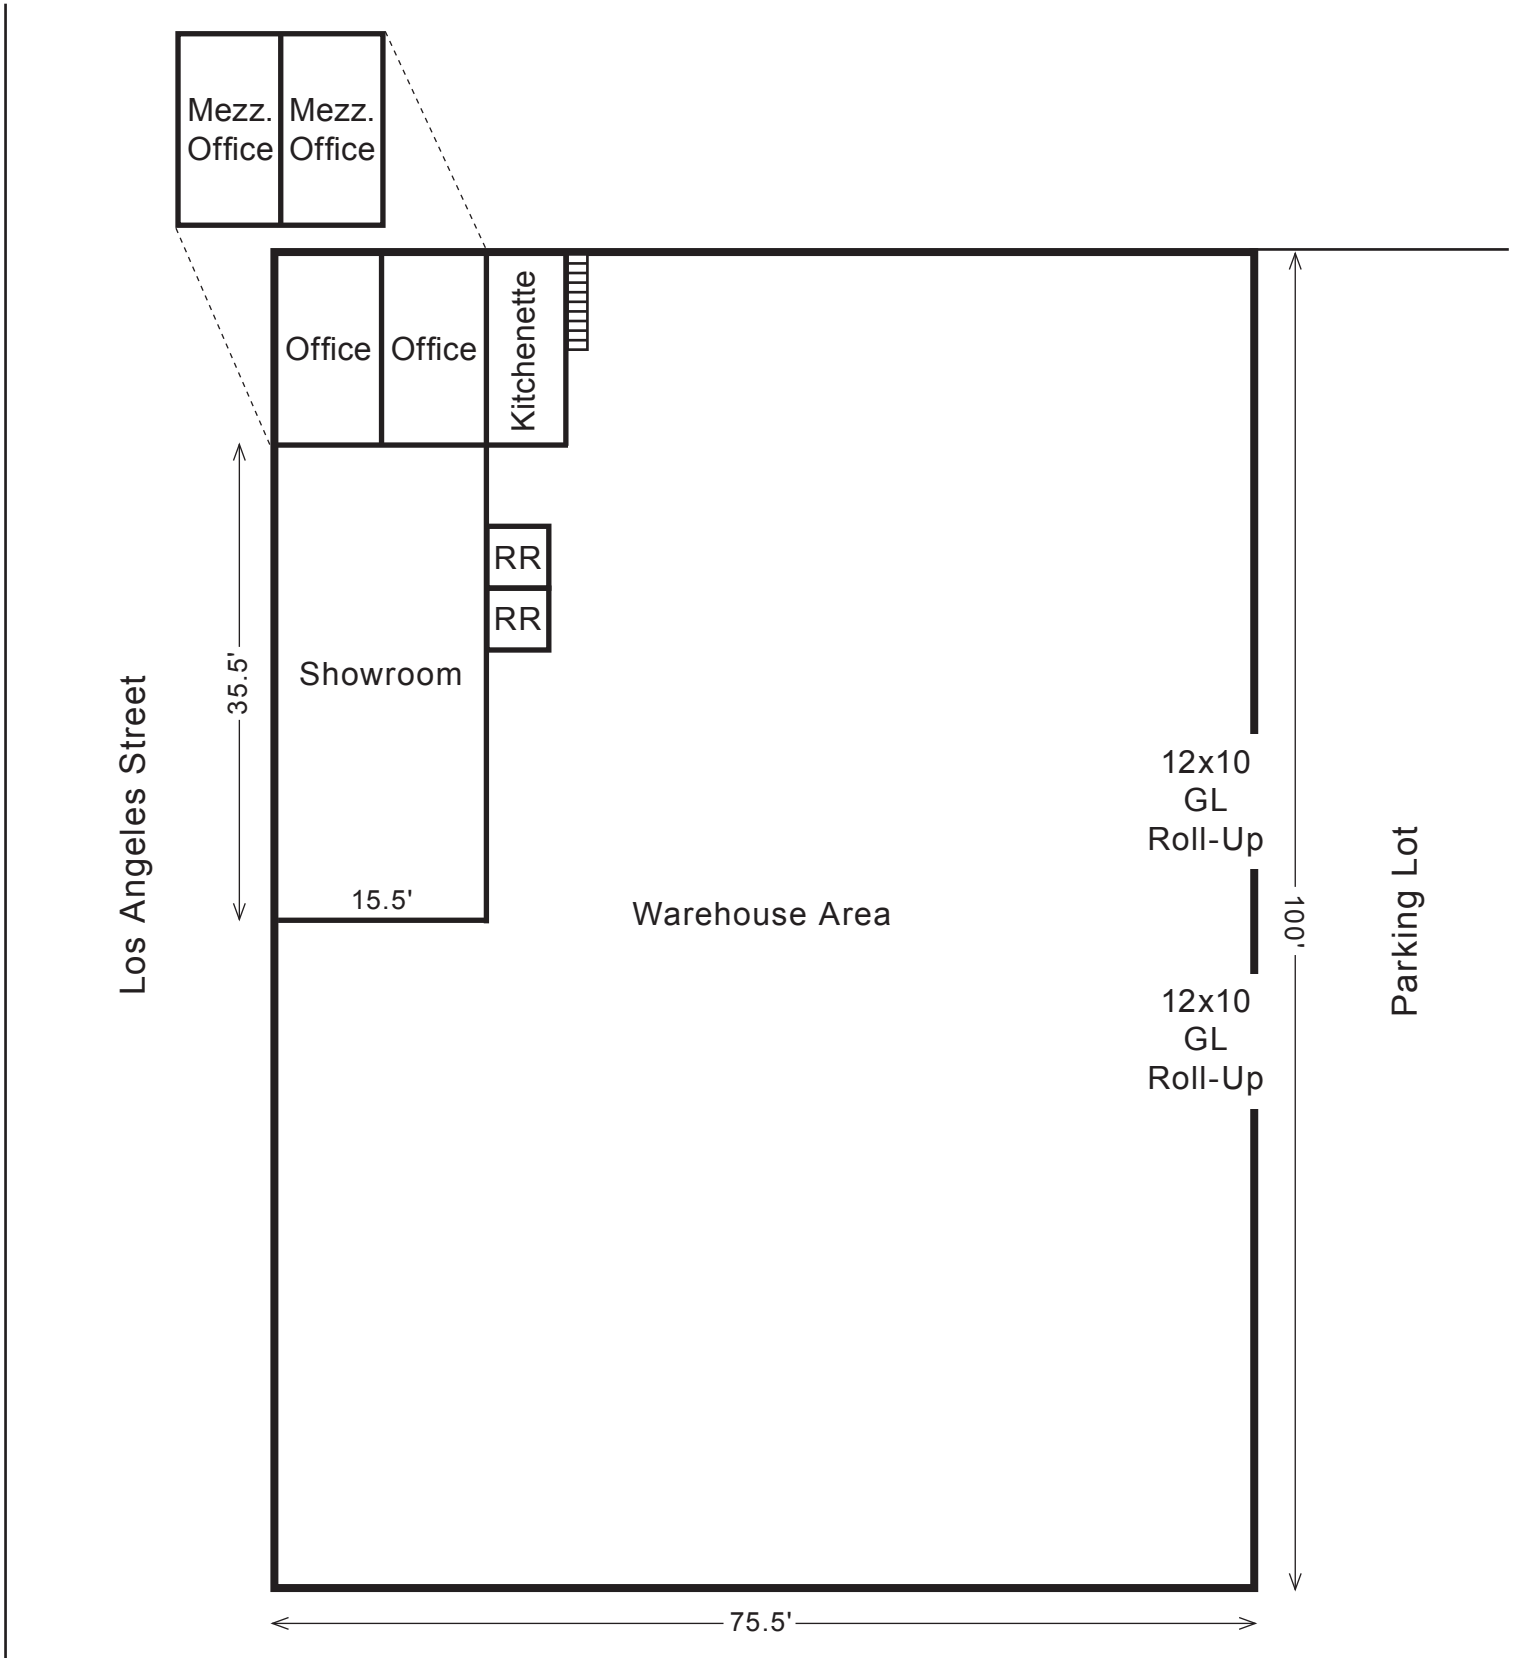 Mezz.
Office
Mezz.
Office
Office
Office
Kitchenette
RR
RR
35.5'
Showroom
15.5'
Los Angeles Street
Warehouse Area
12x10
GL
Roll-Up
12x10
GL
Roll-Up
100'
Parking Lot
75.5'